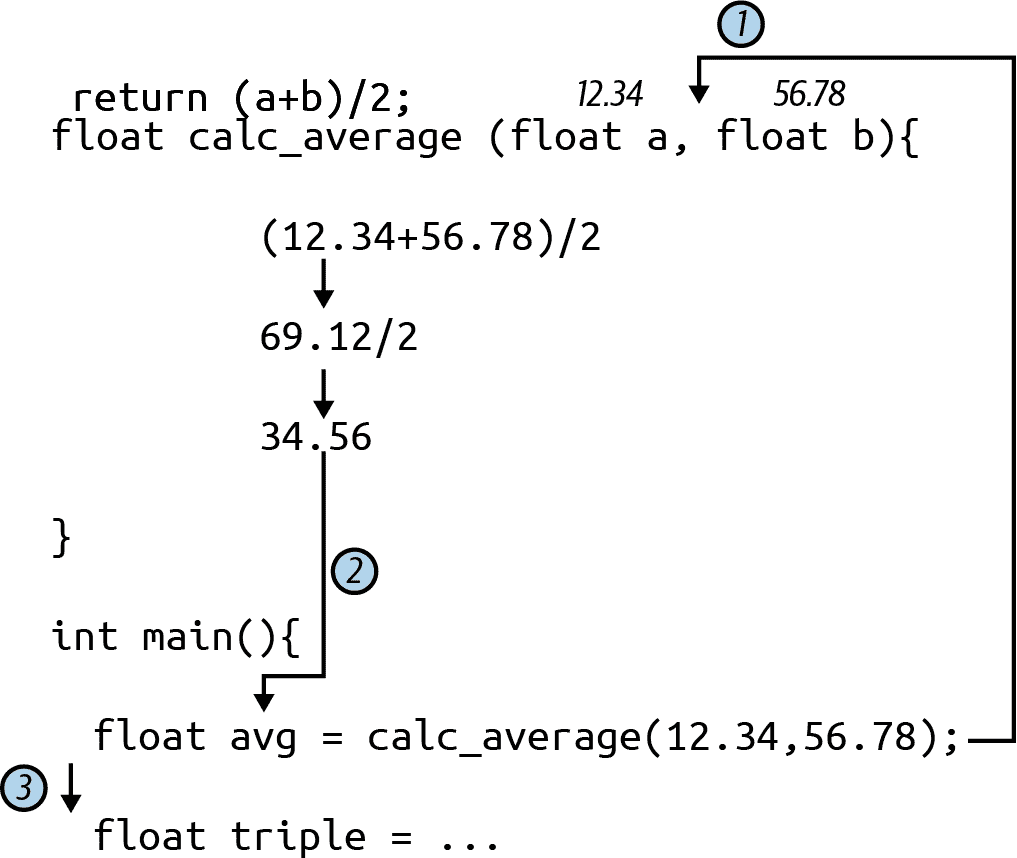 1
return (a+b)/2; 12.34 56.78
float calc_average (float a, float b){
(12.34+56.78)/2
69.12/2
34.56
}
2
int main(){
float avg = calc_average(12.34,56.78);
3
float triple = ...